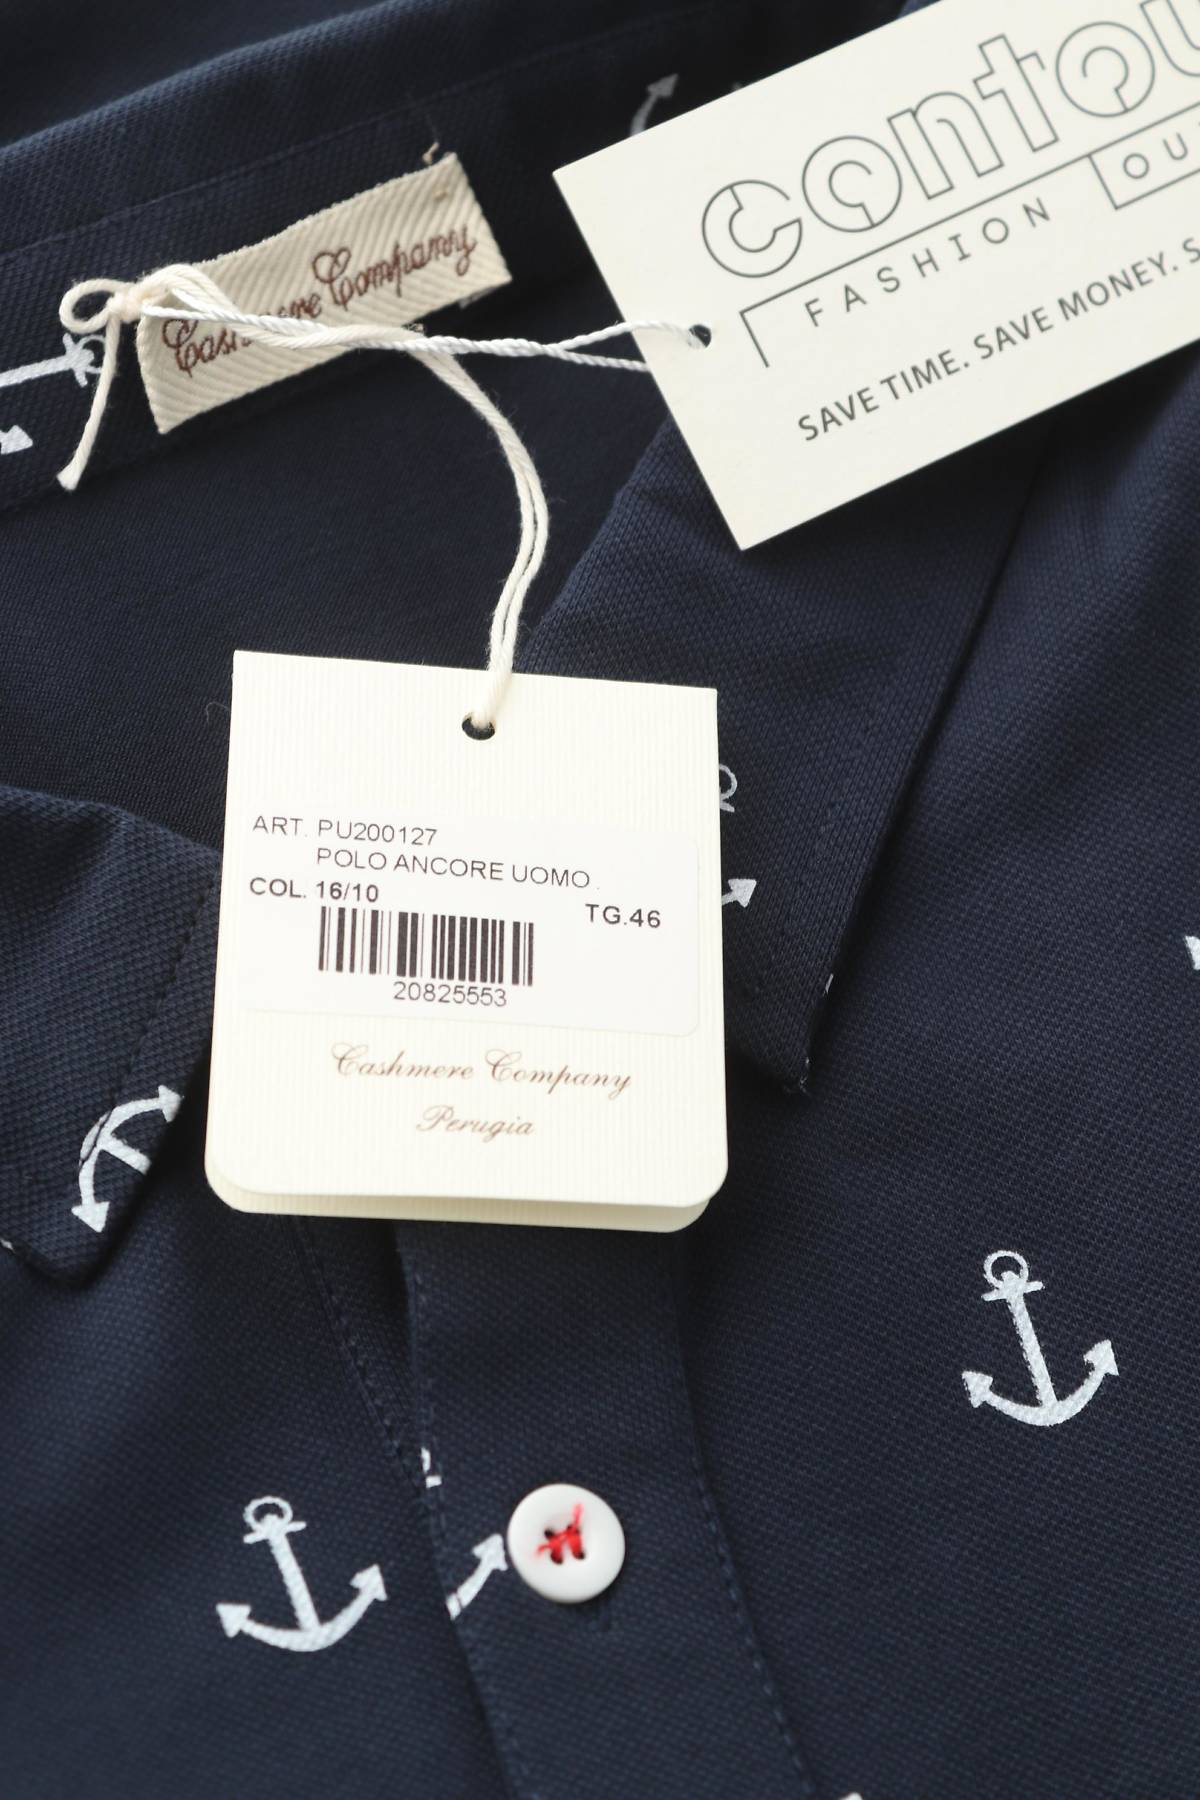 contou
FASHION
OU
SAVE TIME. SAVE MONEY. S
Cashmere Company
ART. PU200127
POLO ANCORE UOMO .
COL. 16/10
TG.46
20825553
Cashmere Company
Perugia